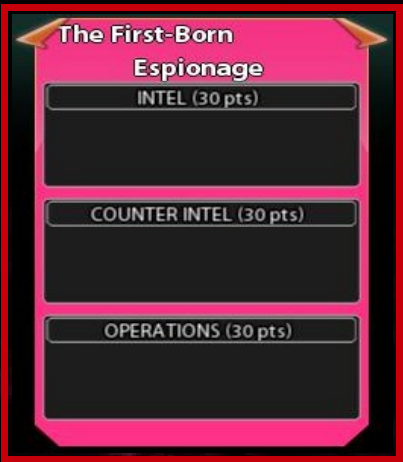 The First-Born
Espionage
INTEL (30 pts)
COUNTER INTEL (30 pts)
OPERATIONS (30 pts)